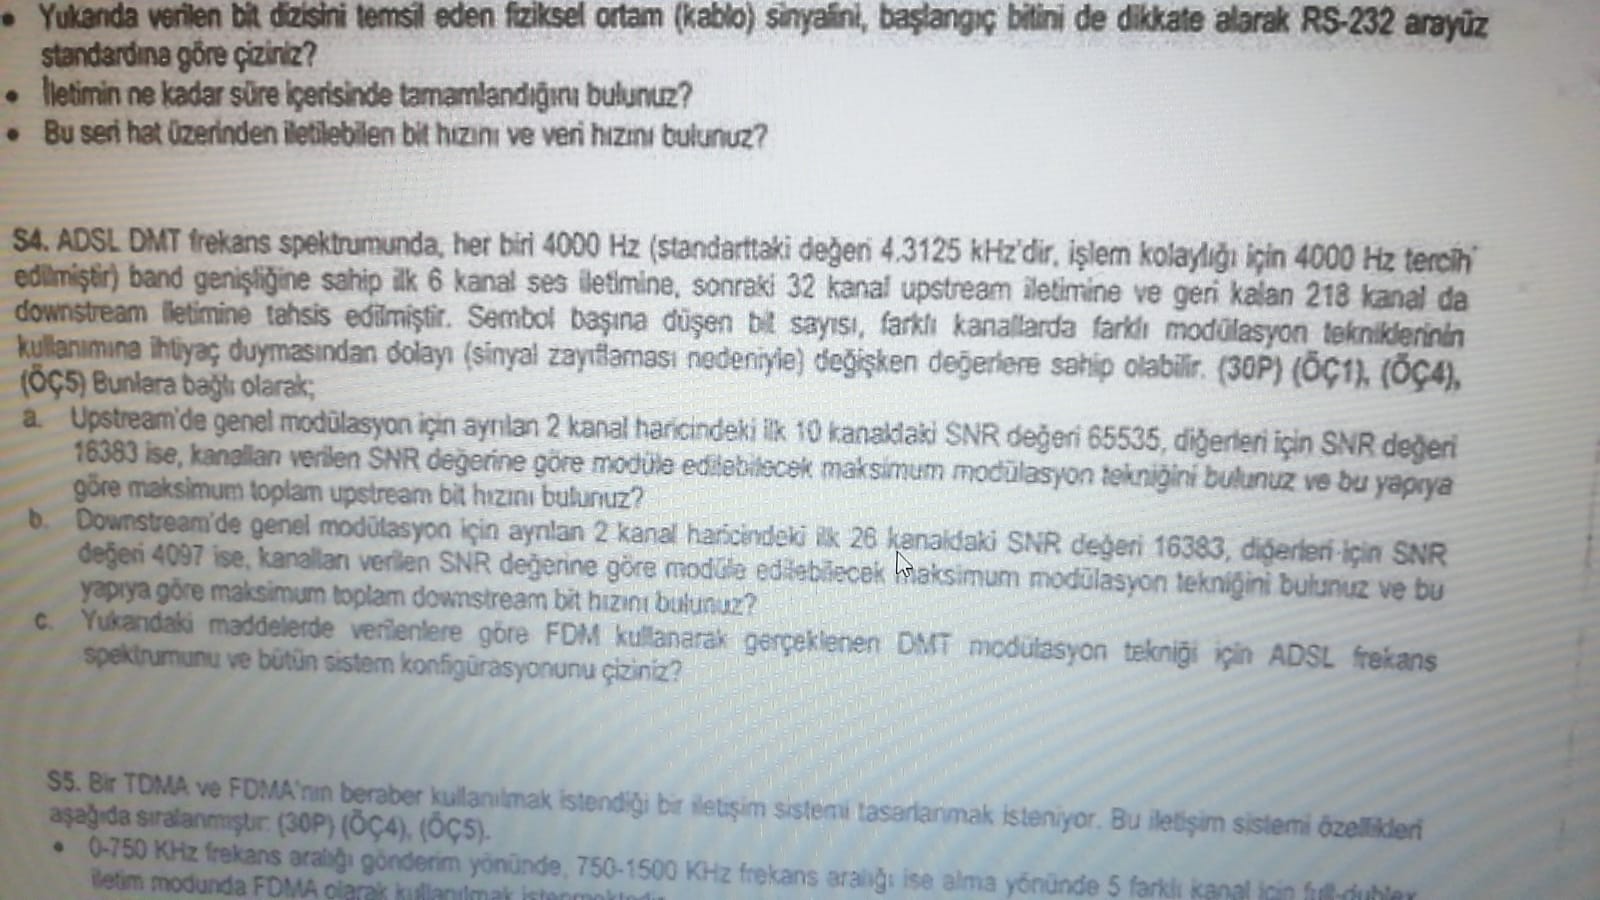 • Yukarıda verilen bit dizisini temsil eden fiziksel ortam (kablo) sinyalini, başlangıç bitini de dikkate alarak RS-232 arayüz
standardına göre çiziniz?
• İletimin ne kadar süre içerisinde tamamlandığını bulunuz?
• Bu seri hat üzerinden iletilebilen bit hızını ve veri hızını bulunuz?
S4. ADSL DMT frekans spektrumunda, her biri 4000 Hz (standarttaki değeri 4.3125 kHz'dir, işlem kolaylığı için 4000 Hz tercih
edilmiştir) band genişliğine sahip ilk 6 kanal ses iletimine, sonraki 32 kanal upstream iletimine ve geri kalan 218 kanal da
downstream iletimine tahsis edilmiştir. Sembol başına düşen bit sayısı, farklı kanallarda farklı modülasyon tekniklerinin
kullanımına ihtiyaç duymasından dolayı (sinyal zayıflaması nedeniyle) değişken değerlere sahip olabilir. (30P) (ÖÇ1), (ÖÇ4),
(ÖÇ5) Bunlara bağlı olarak;
a. Upstream'de genel modülasyon için ayrılan 2 kanal haricindeki ilk 10 kanaldaki SNR değeri 65535, diğerleri için SNR değeri
16383 ise, kanalları verilen SNR değerine göre modüle edilebilecek maksimum modülasyon tekniğini bulunuz ve bu yapıya
göre maksimum toplam upstream bit hızını bulunuz?
b. Downstream'de genel modülasyon için ayrılan 2 kanal haricindeki ilk 26 kanaldaki SNR değeri 16383, diğerleri için SNR
değeri 4097 ise, kanalları verilen SNR değerine göre modüle edilebilecek maksimum modülasyon tekniğini bulunuz ve bu
yapıya göre maksimum toplam downstream bit hızını bulunuz?
c. Yukarıdaki maddelerde verilenlere göre FDM kullanarak gerçeklenen DMT modülasyon tekniği için ADSL frekans
spektrumunu ve bütün sistem konfigürasyonunu çiziniz?
S5. Bir TDMA ve FDMA'nın beraber kullanılmak istendiği bir iletişim sistemi tasarlanmak isteniyor. Bu iletişim sistemi özellikleri
aşağıda sıralanmıştır: (30P) (ÖÇ4), (ÖÇ5).
• 0-750 KHz frekans aralığı gönderim yönünde, 750-1500 KHz frekans aralığı ise alma yönünde 5 farklı kanal için full-dublex
iletim modunda FDMA olarak kullanılmak istenmektedir.